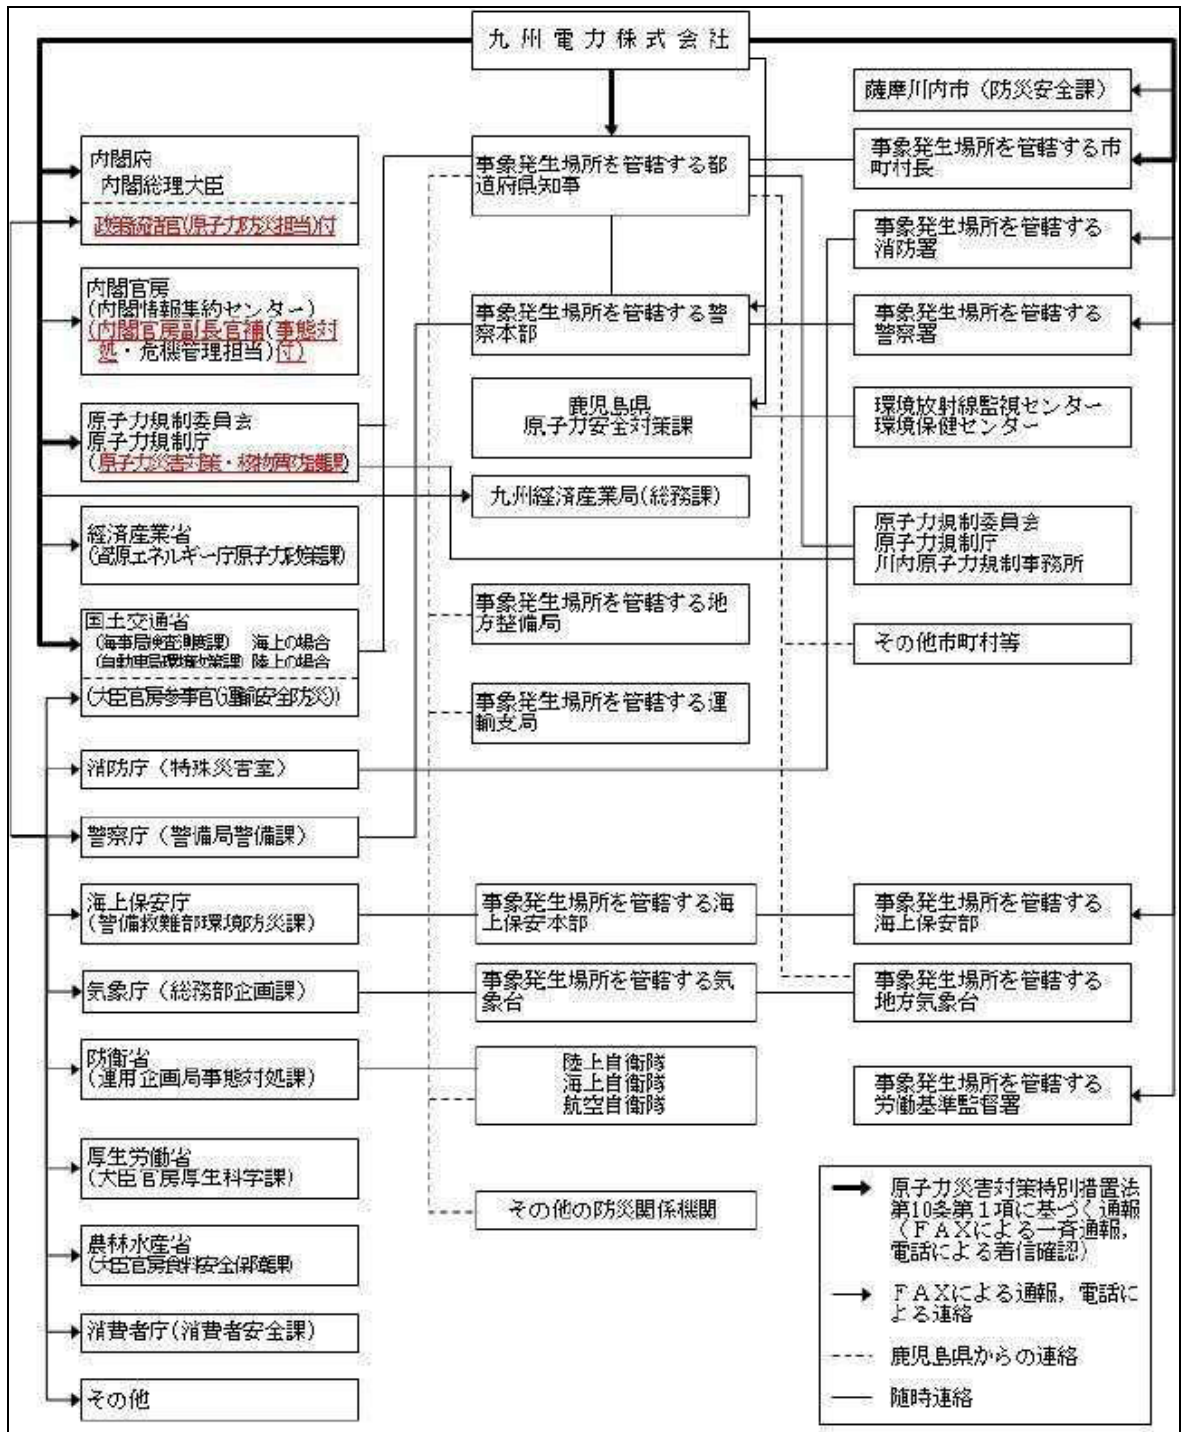 九州電力株式会社
薩摩川内市（防災安全課）
内閣府
内閣総理大臣
政策統括官(原子力防災担当)付
事象発生場所を管轄する都
道府県知事
事象発生場所を管轄する市
町村長
事象発生場所を管轄する
消防署
内閣官房
(内閣情報集約センター)
(内閣官房副長官補(事態対
処・危機管理担当)付)
事象発生場所を管轄する警
察本部
事象発生場所を管轄する
警察署
原子力規制委員会
原子力規制庁
(原子力災害対策・核物質防護課)
鹿児島県
原子力安全対策課
環境放射線監視センター
環境保健センター
九州経済産業局(総務課)
経済産業省
(資源エネルギー庁原子力政策課)
原子力規制委員会
原子力規制庁
川内原子力規制事務所
国土交通省
(海事局検査測度課)　海上の場合
(自動車局環境政策課)　陸上の場合
(大臣官房参事官(運輸安全防災))
事象発生場所を管轄する地
方整備局
その他市町村等
事象発生場所を管轄する運
輸支局
消防庁（特殊災害室）
警察庁（警備局警備課）
海上保安庁
(警備救難部環境防災課)
事象発生場所を管轄する海
上保安本部
事象発生場所を管轄する
海上保安部
気象庁（総務部企画課）
事象発生場所を管轄する気
象台
事象発生場所を管轄する
地方気象台
防衛省
(運用企画局事態対処課)
陸上自衛隊
海上自衛隊
航空自衛隊
事象発生場所を管轄する
労働基準監督署
厚生労働省
(大臣官房厚生科学課)
その他の防災関係機関
農林水産省
(大臣官房食料安全保障課)
消費者庁(消費者安全課)
その他
原子力災害対策特別措置法
第10条第１項に基づく通報
（ＦＡＸによる一斉通報，
電話による着信確認）
ＦＡＸによる通報，電話に
よる連絡
鹿児島県からの連絡
随時連絡